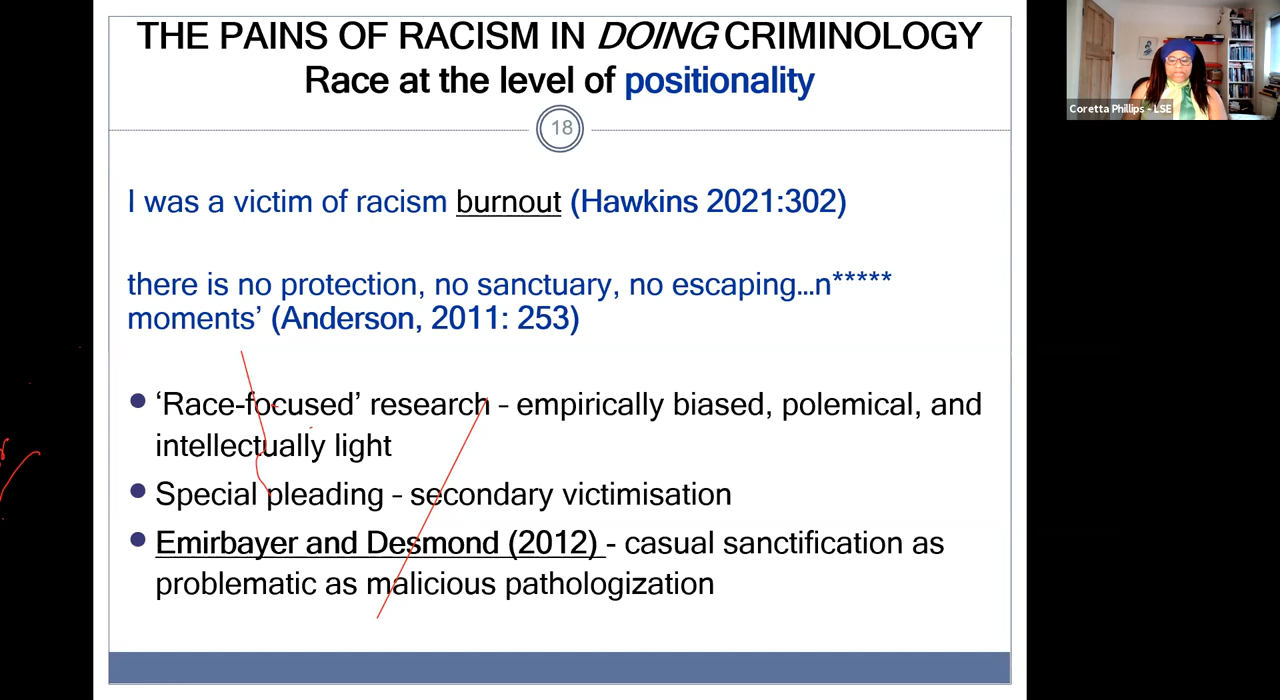 THE PAINS OF RACISM IN DOING CRIMINOLOGY
Race at the level of positionality
18
I was a victim of racism burnout (Hawkins 2021:302)
there is no protection, no sanctuary, no escaping...n*****
moments’ (Anderson, 2011: 253)
‘Race-focused’ research - empirically biased, polemical, and
intellectually light
Special pleading - secondary victimisation
Emirbayer and Desmond (2012) - casual sanctification as
problematic as malicious pathologization
Coretta Phillips - LSE